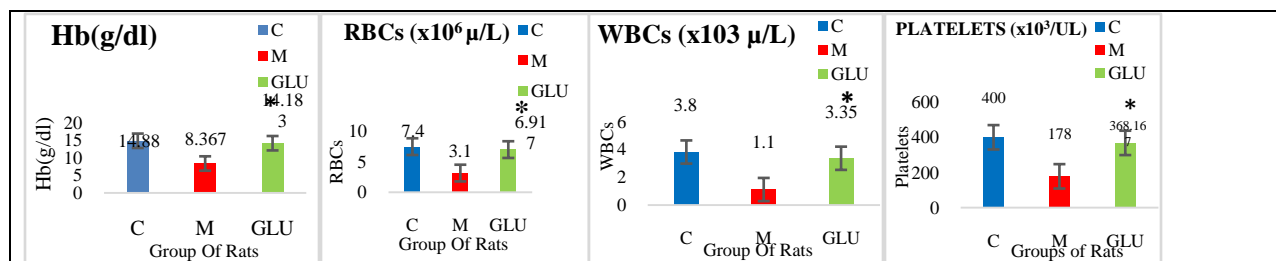 Hb(g/dl)
C
M
GLU
*
14.88
8.367
14.18
3
Hb(g/dl)
20
15
10
5
0
C M GLU
Group Of Rats
RBCs (x10⁶ µ/L)
C
M
GLU
*
7.4
3.1
6.91
7
RBCs
10
5
0
C M GLU
Group Of Rats
WBCs (x103 µ/L)
C
M
GLU
*
3.8
1.1
3.35
WBCs
6
4
2
0
C M GLU
Group Of Rats
PLATELETS (x10³/UL)
C
M
GLU
*
400
178
368.16
7
Platelets
600
400
200
0
C M GLU
Groups of Rats